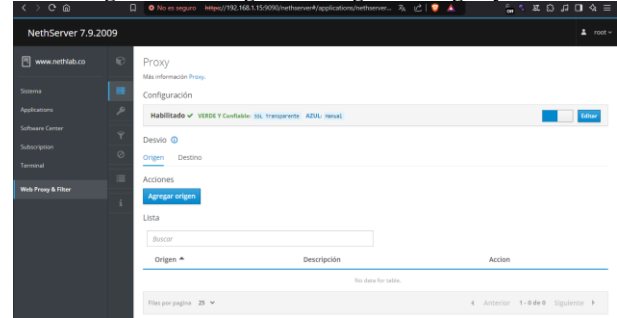 No es seguro https://192.168.1.15:9090/nethserver#/applications/nethserver...
NethServer 7.9.2009
root
www.nethlab.co
Sistema
Applications
Software Center
Subscription
Terminal
Web Proxy & Filter
Proxy
Más información Proxy.
Configuración
Habilitado VERDE Y Confiable: SSL Transparente AZUL: Manual
Editar
Desvio
Origen Destino
Acciones
Agregar origen
Lista
Buscar
Origen Descripción Accion
No data for table.
Filas por pagina 25
Anterior 1 - 0 de 0 Siguiente